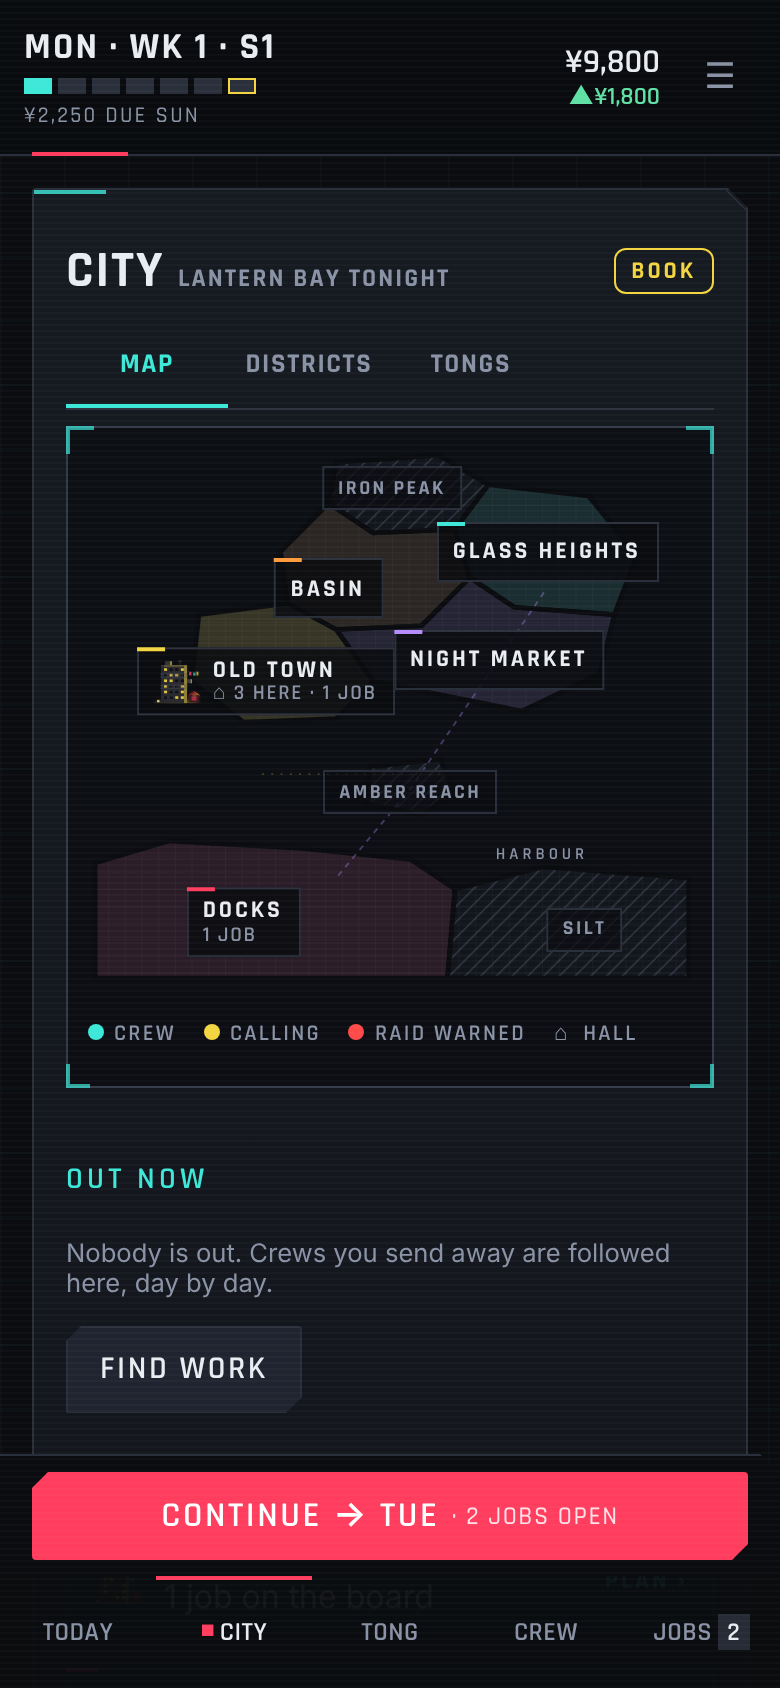 MON · WK 1 · S1
¥2,250 DUE SUN
¥9,800
▲¥1,800
CITY LANTERN BAY TONIGHT
BOOK
MAP DISTRICTS TONGS
IRON PEAK
GLASS HEIGHTS
BASIN
NIGHT MARKET
OLD TOWN
⌂ 3 HERE · 1 JOB
AMBER REACH
HARBOUR
DOCKS
1 JOB
SILT
CREW CALLING RAID WARNED ⌂ HALL
OUT NOW
Nobody is out. Crews you send away are followed
here, day by day.
FIND WORK
CONTINUE → TUE · 2 JOBS OPEN
1 job on the board
PLAN
TODAY CITY TONG CREW JOBS 2